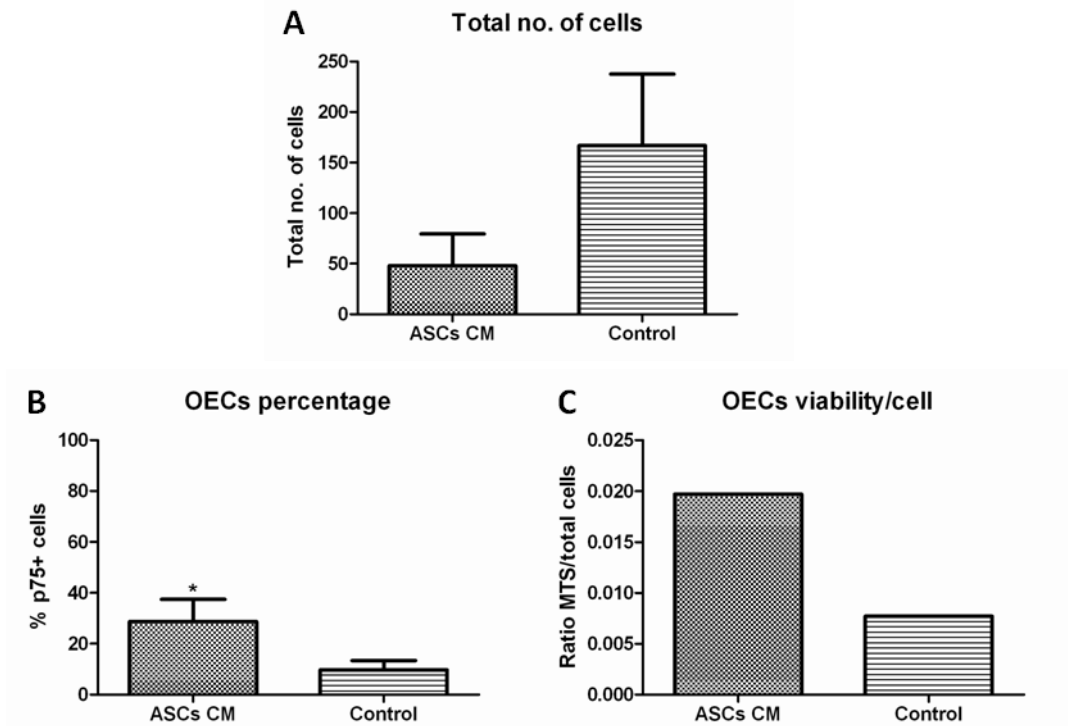 A
Total no. of cells
Total no. of cells
250
200
150
100
50
0
ASCs CM
Control
B
OECs percentage
% p75+ cells
100
80
60
40
20
0
*
ASCs CM
Control
C
OECs viability/cell
Ratio MTS/total cells
0.025
0.020
0.015
0.010
0.005
0.000
ASCs CM
Control